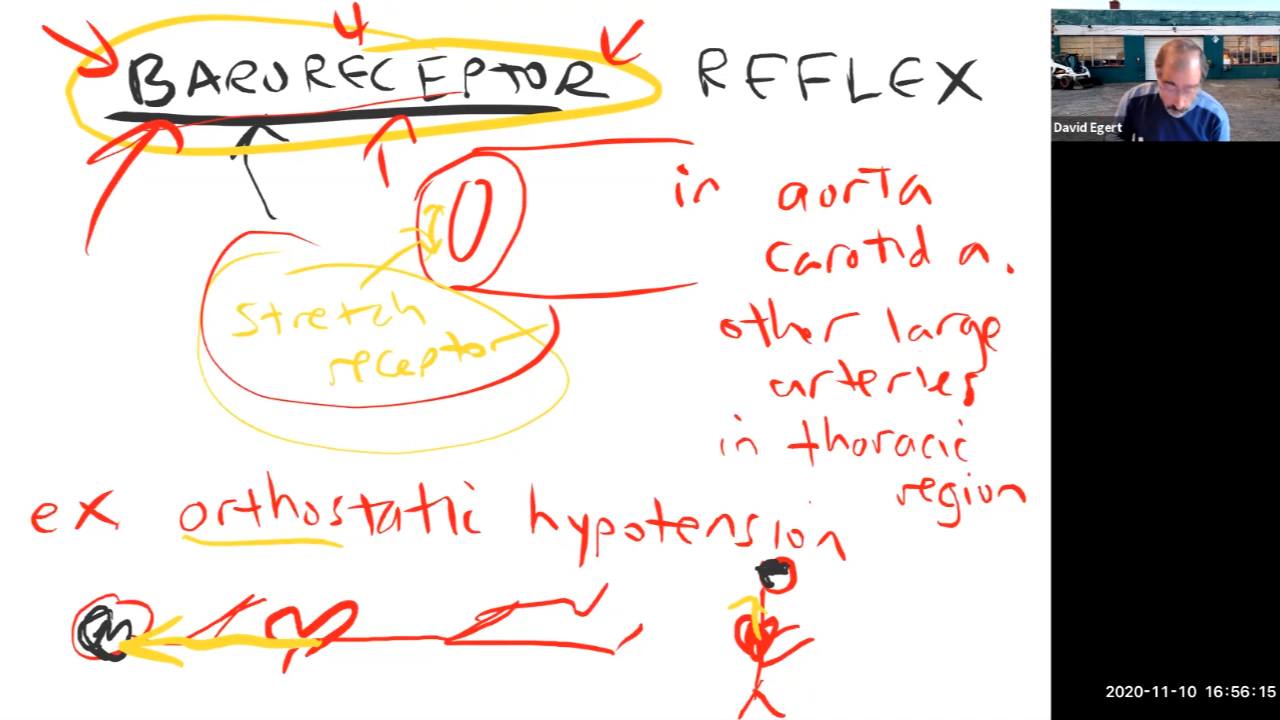 BARORECEPTOR REFLEX
David Egert
in aorta
carotid a.
other large
arteries
in thoracic
region
stretch
receptor
ex orthostatic hypotension
2020-11-10 16:56:15